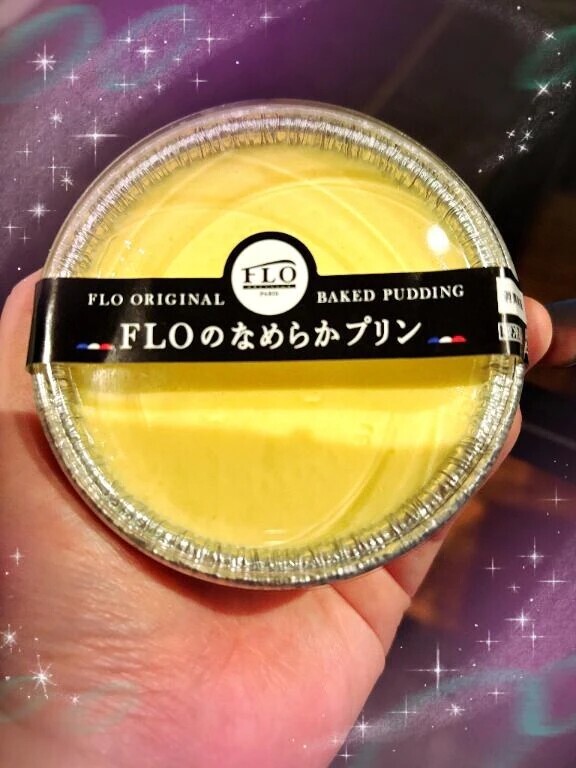 FLO
PARIS
FLO ORIGINAL BAKED PUDDING
FLOのなめらかプリン